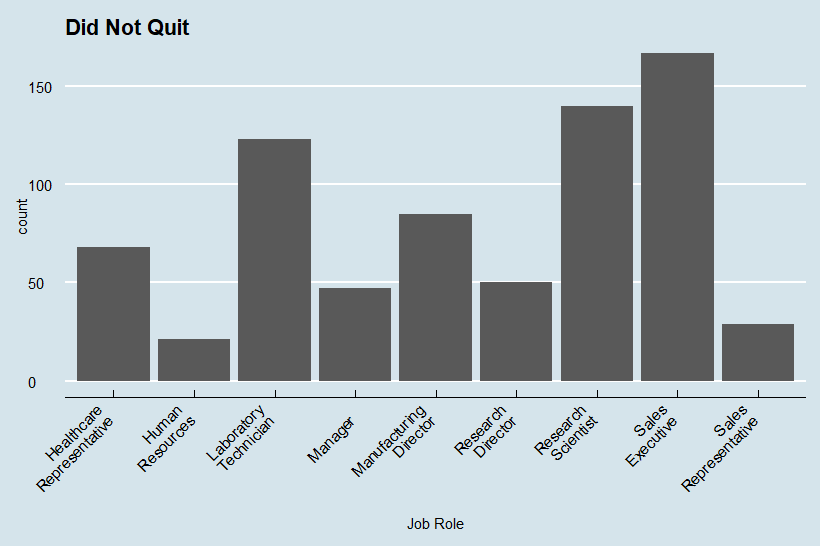 Did Not Quit
150
100
50
0
count
Healthcare
Representative
Human
Resources
Laboratory
Technician
Manager
Manufacturing
Director
Research
Director
Research
Scientist
Sales
Executive
Sales
Representative
Job Role